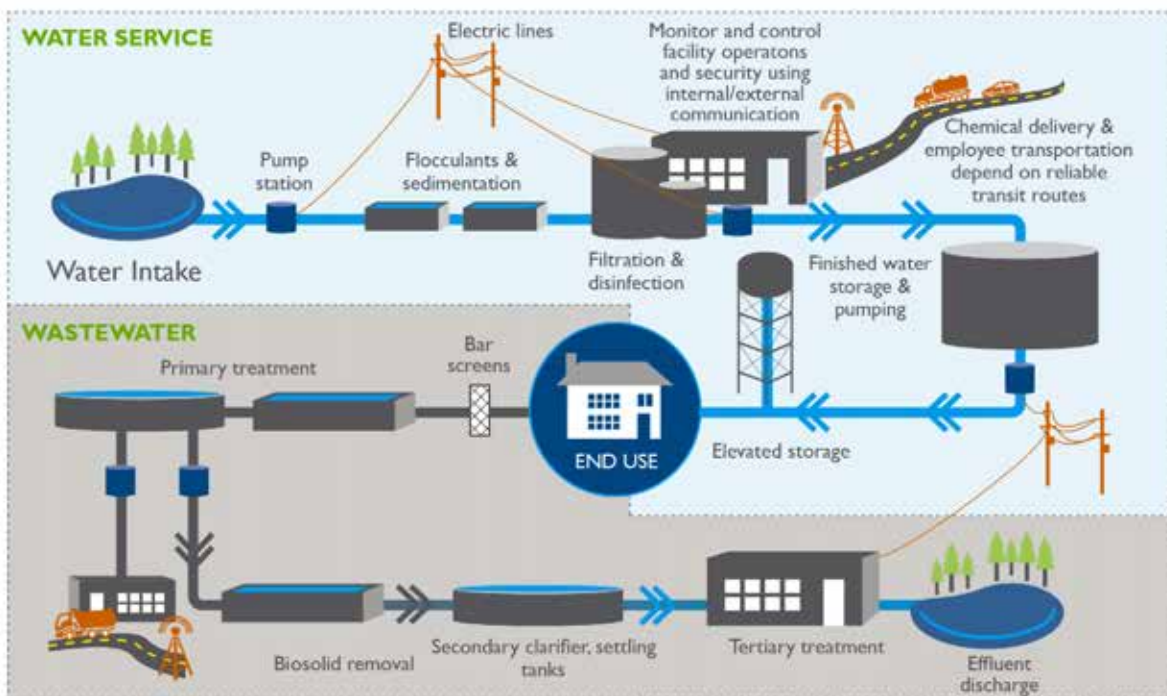 WATER SERVICE
Electric lines
Monitor and control
facility operatons
and security using
internal/external
communication
Chemical delivery &
employee transportation
depend on reliable
transit routes
Pump
station
Flocculants &
sedimentation
Water Intake
Filtration &
disinfection
Finished water
storage &
pumping
WASTEWATER
Primary treatment
Bar
screens
END USE
Elevated storage
Biosolid removal
Secondary clarifier, settling
tanks
Tertiary treatment
Effluent
discharge